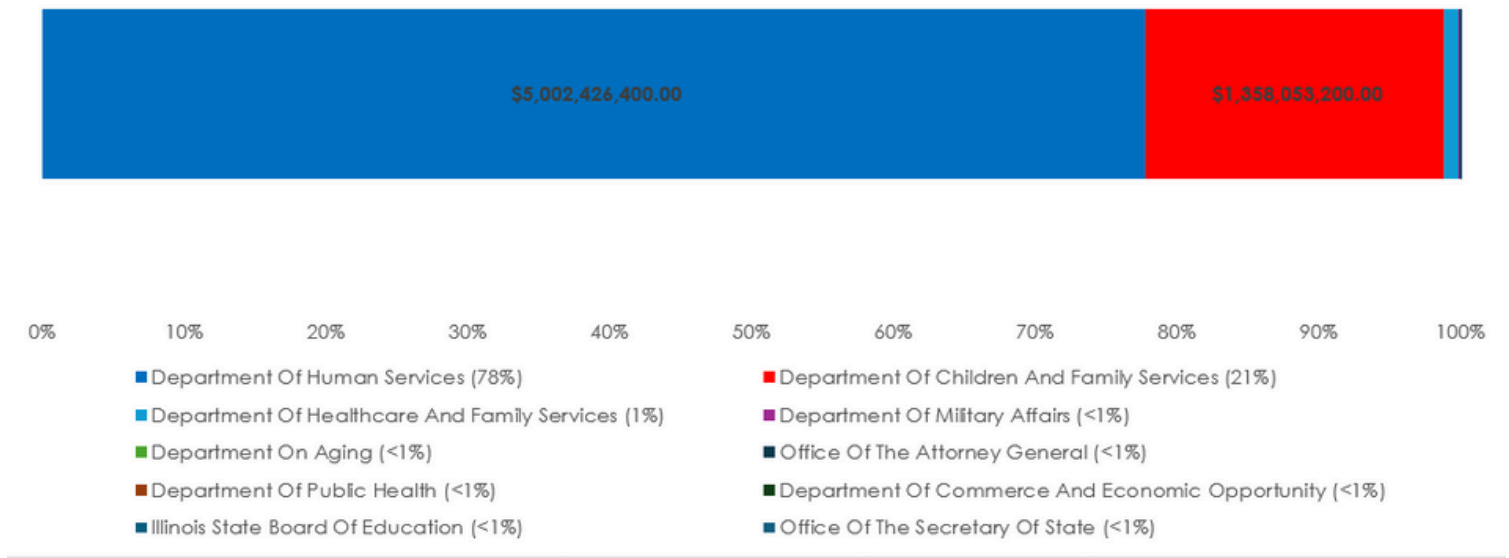 $5,002,426,400.00 $1,358,053,200.00
0% 10% 20% 30% 40% 50% 60% 70% 80% 90% 100%
Department Of Human Services (78%) Department Of Children And Family Services (21%)
Department Of Healthcare And Family Services (1%) Department Of Military Affairs (<1%)
Department On Aging (<1%) Office Of The Attorney General (<1%)
Department Of Public Health (<1%) Department Of Commerce And Economic Opportunity (<1%)
Illinois State Board Of Education (<1%) Office Of The Secretary Of State (<1%)